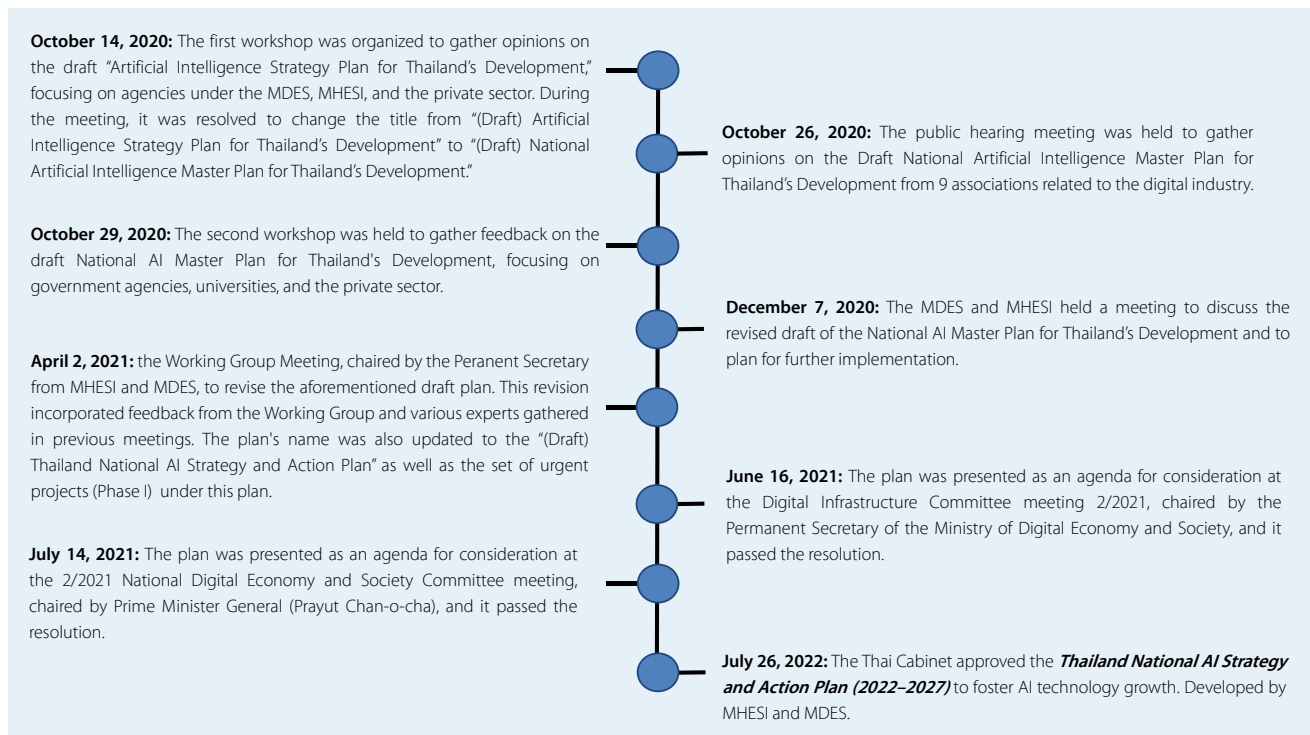 October 14, 2020: The first workshop was organized to gather opinions on
the draft “Artificial Intelligence Strategy Plan for Thailand’s Development,”
focusing on agencies under the MDES, MHESI, and the private sector. During
the meeting, it was resolved to change the title from “(Draft) Artificial
Intelligence Strategy Plan for Thailand’s Development” to “(Draft) National
Artificial Intelligence Master Plan for Thailand’s Development.”
October 26, 2020: The public hearing meeting was held to gather
opinions on the Draft National Artificial Intelligence Master Plan for
Thailand’s Development from 9 associations related to the digital industry.
October 29, 2020: The second workshop was held to gather feedback on the
draft National AI Master Plan for Thailand's Development, focusing on
government agencies, universities, and the private sector.
December 7, 2020: The MDES and MHESI held a meeting to discuss the
revised draft of the National AI Master Plan for Thailand’s Development and to
plan for further implementation.
April 2, 2021: the Working Group Meeting, chaired by the Peranent Secretary
from MHESI and MDES, to revise the aforementioned draft plan. This revision
incorporated feedback from the Working Group and various experts gathered
in previous meetings. The plan's name was also updated to the “(Draft)
Thailand National AI Strategy and Action Plan” as well as the set of urgent
projects (Phase I) under this plan.
June 16, 2021: The plan was presented as an agenda for consideration at
the Digital Infrastructure Committee meeting 2/2021, chaired by the
Permanent Secretary of the Ministry of Digital Economy and Society, and it
passed the resolution.
July 14, 2021: The plan was presented as an agenda for consideration at
the 2/2021 National Digital Economy and Society Committee meeting,
chaired by Prime Minister General (Prayut Chan-o-cha), and it passed the
resolution.
July 26, 2022: The Thai Cabinet approved the Thailand National AI Strategy
and Action Plan (2022–2027) to foster AI technology growth. Developed by
MHESI and MDES.